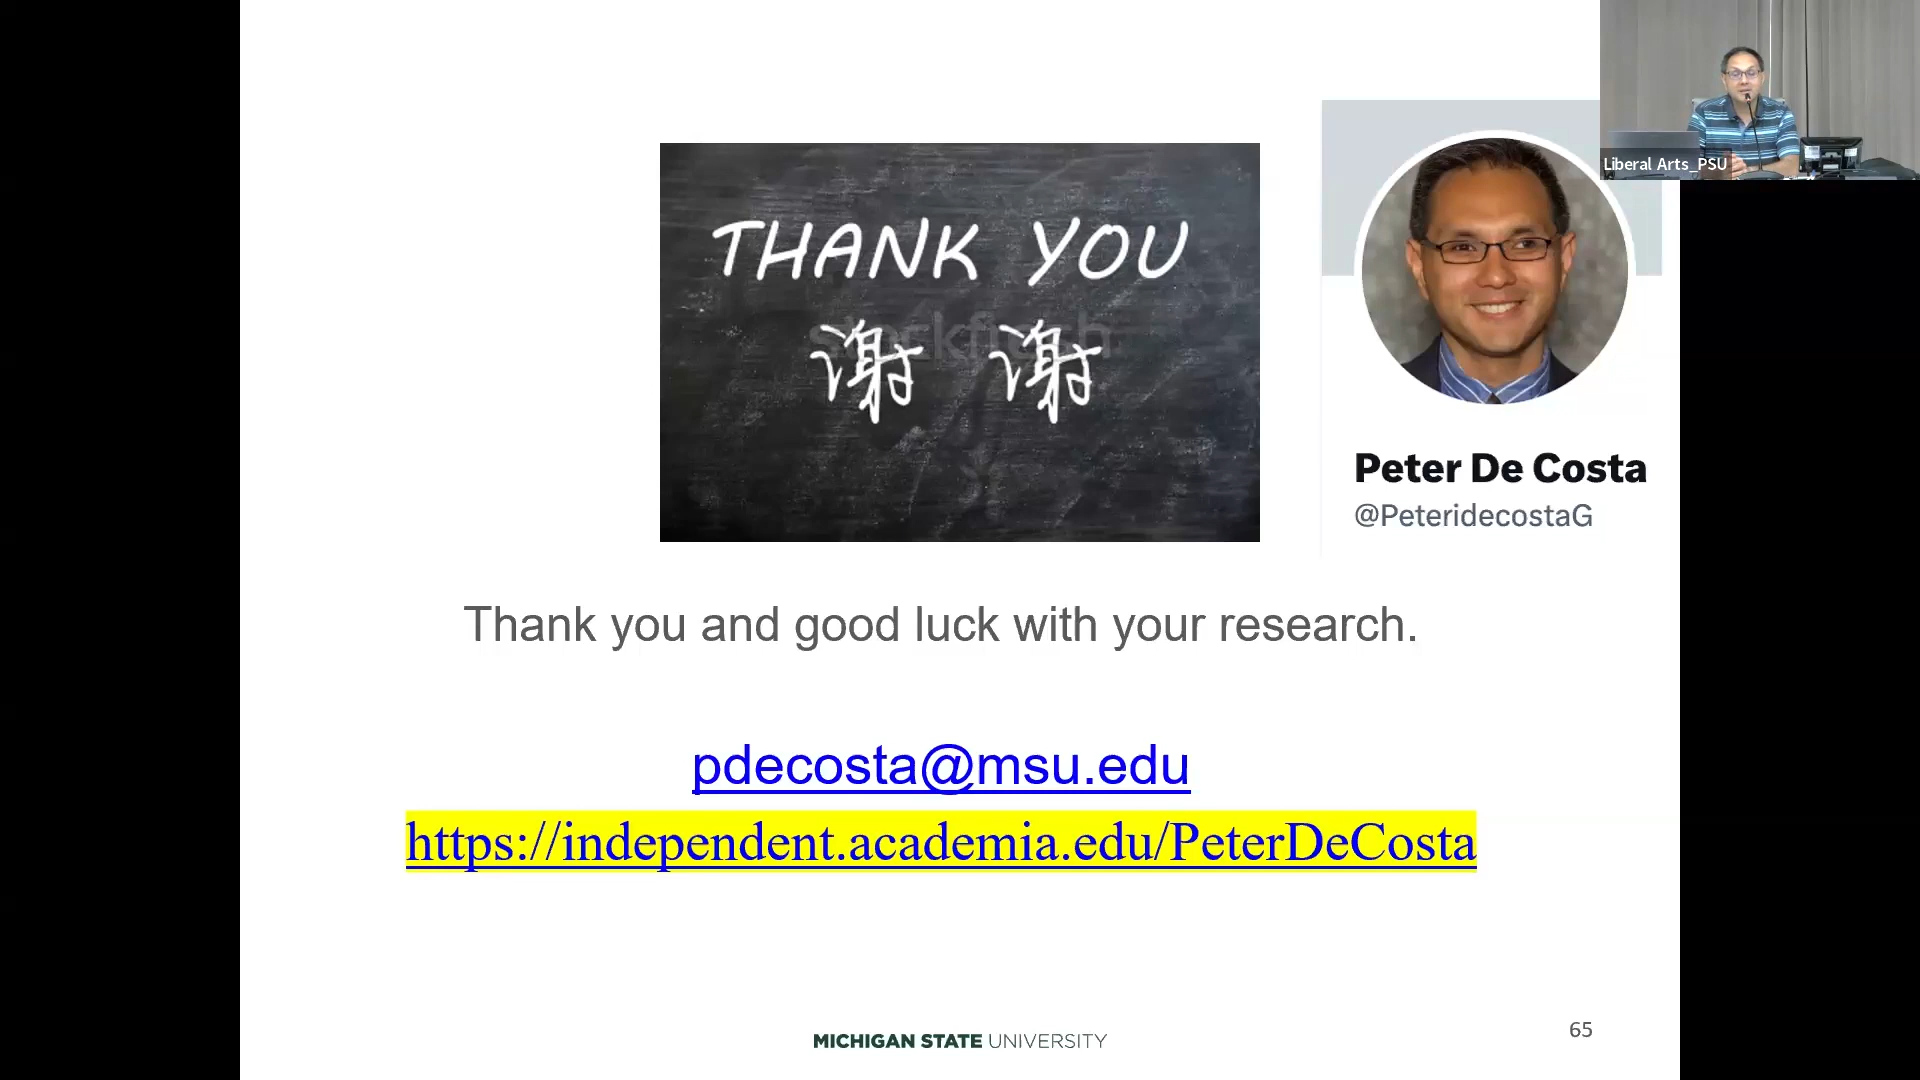 Liberal Arts_PSU
THANK YOU
谢 谢
Peter De Costa
@PeteridecostaG
Thank you and good luck with your research.
pdecosta@msu.edu
https://independent.academia.edu/PeterDeCosta
MICHIGAN STATE UNIVERSITY
65